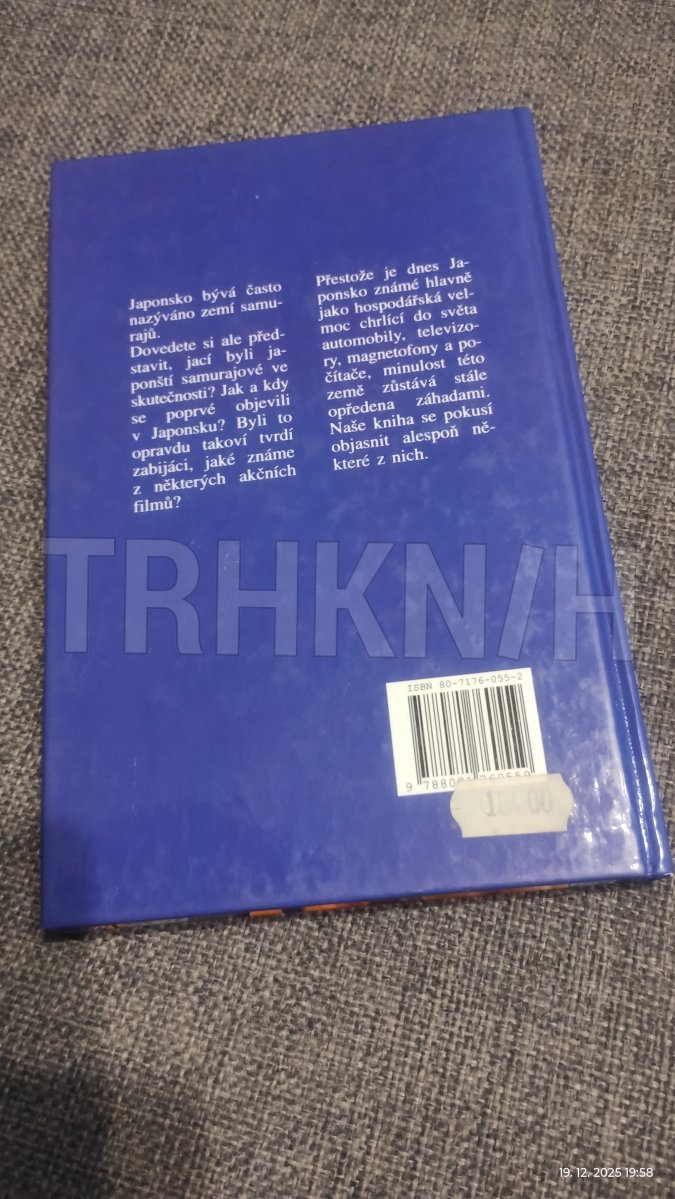 Japonsko bývá často
nazýváno zemí samu-
rajů.
Dovedete si ale před-
stavit, jací byli ja-
ponští samurajové ve
skutečnosti? Jak a kdy
se poprvé objevili
v Japonsku? Byli to
opravdu takoví tvrdí
zabijáci, jaké známe
z některých akčních
filmů?
Přestože je dnes Ja-
ponsko známé hlavně
jako hospodářská vel-
moc chrlící do světa
automobily, televizo-
ry, magnetofony a po-
čítače, minulost této
země zůstává stále
opředena záhadami.
Naše kniha se pokusí
objasnit alespoň ně-
které z nich.
TRHKNIH
ISBN 80-7176-055-2
19. 12. 2025 19:58